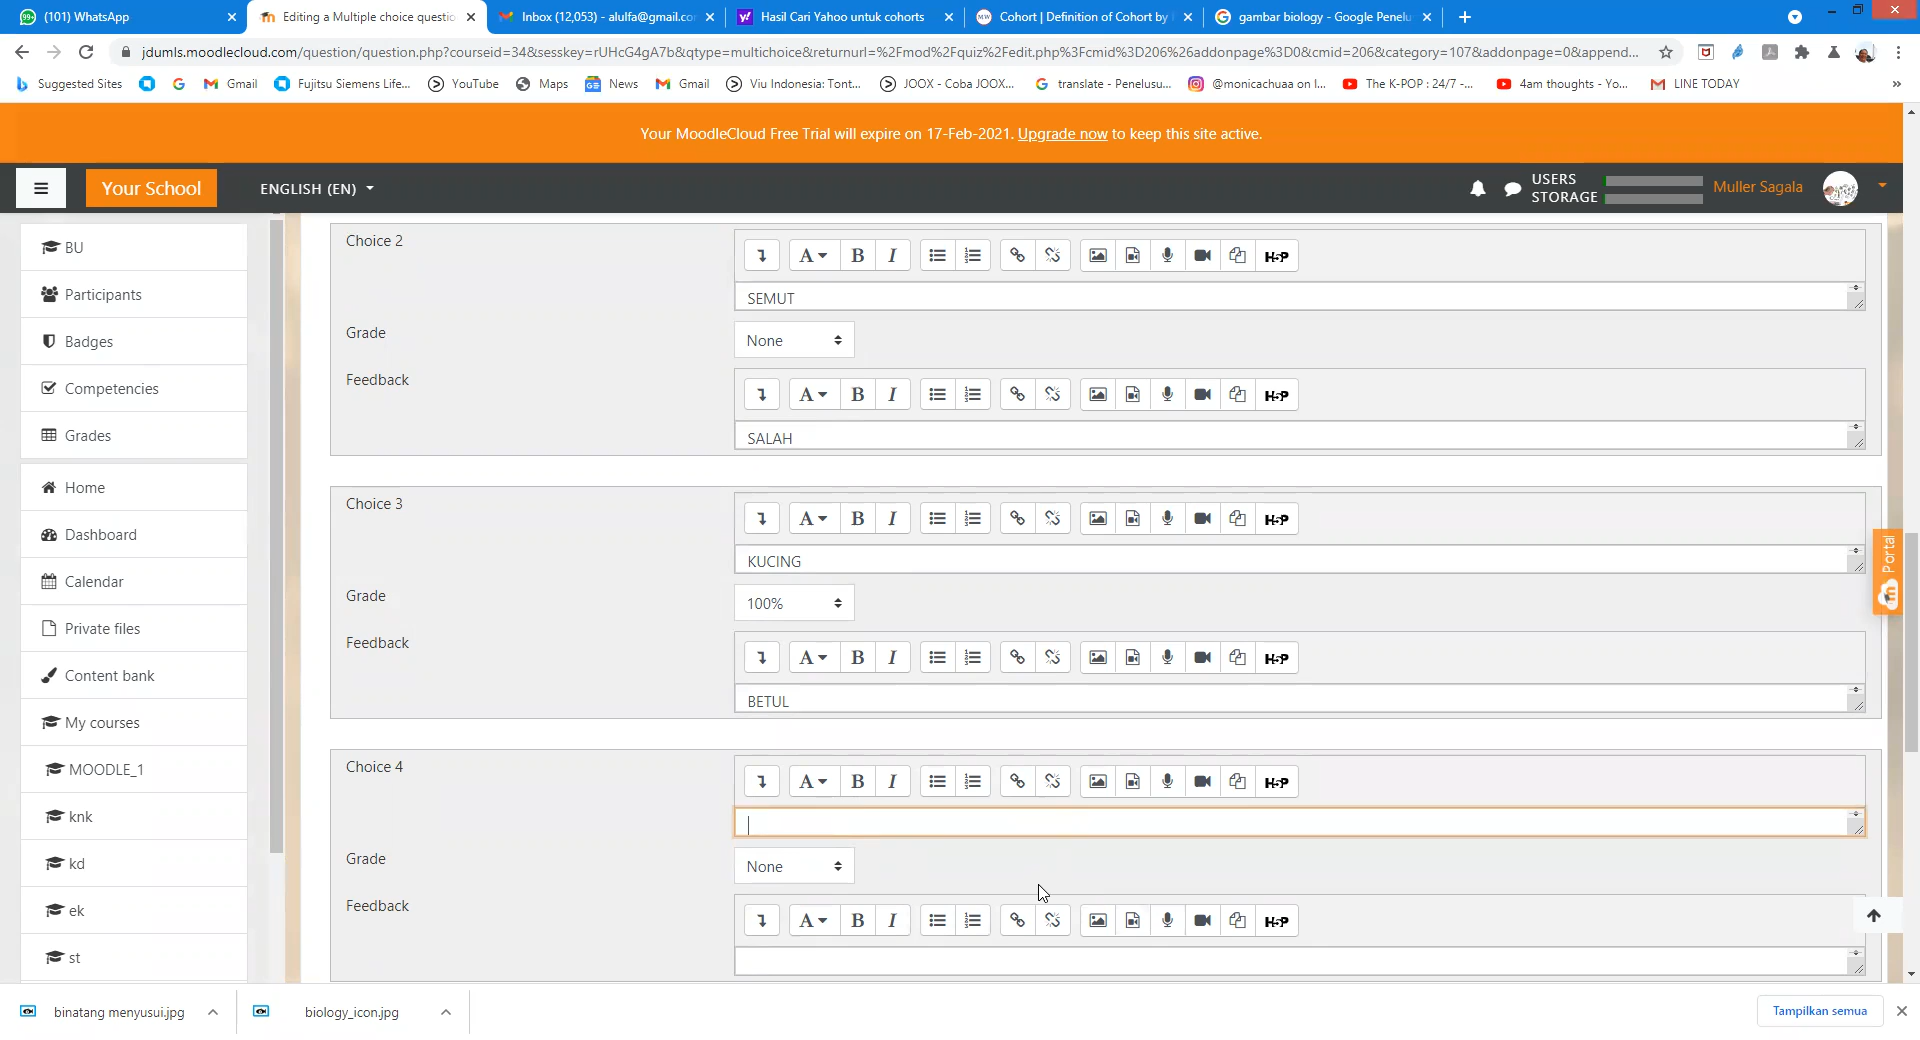 (101) WhatsApp
Editing a Multiple choice questio
Inbox (12,053) - alulfa@gmail.co
Hasil Cari Yahoo untuk cohorts
Cohort | Definition of Cohort by
gambar biology - Google Penelu
jdumls.moodlecloud.com/question/question.php?courseid=34&sesskey=rUHcG4gA7b&qtype=multichoice&returnurl=%2Fmod%2Fquiz%2Fedit.php%3Fcmid%3D206%26addonpage%3D0&cmid=206&category=107&addonpage=0&append...
Suggested Sites
Gmail
Fujitsu Siemens Life...
YouTube
Maps
News
Gmail
Viu Indonesia: Tont...
JOOX - Coba JOOX...
translate - Penelusu...
@monicachuaa on I...
The K-POP : 24/7 -...
4am thoughts - Yo...
LINE TODAY
Your MoodleCloud Free Trial will expire on 17-Feb-2021. Upgrade now to keep this site active.
Your School
ENGLISH (EN)
USERS
STORAGE
Muller Sagala
BU
Participants
Badges
Competencies
Grades
Home
Dashboard
Calendar
Private files
Content bank
My courses
MOODLE_1
knk
kd
ek
st
Choice 2
A B I H-P
SEMUT
Grade
None
Feedback
A B I H-P
SALAH
Choice 3
A B I H-P
KUCING
Grade
100%
Feedback
A B I H-P
BETUL
Choice 4
A B I H-P
Grade
None
Feedback
A B I H-P
Portal
binatang menyusui.jpg
biology_icon.jpg
Tampilkan semua